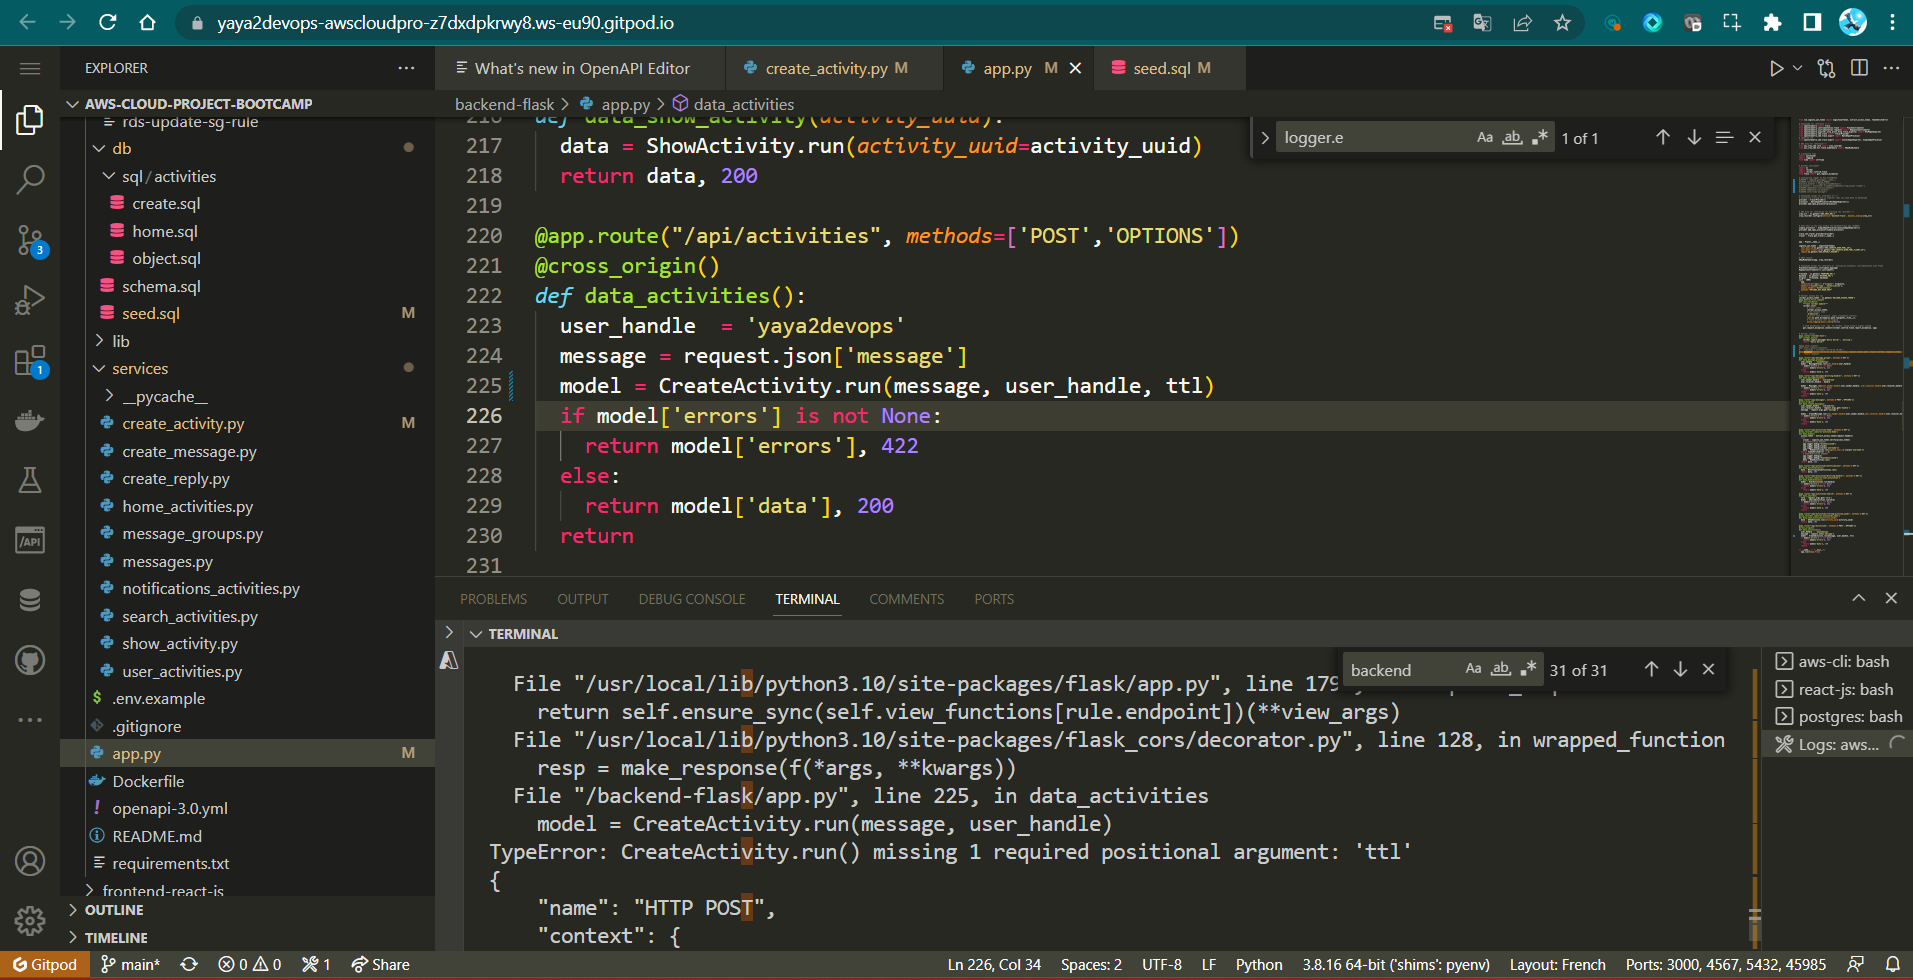 yaya2devops-awscloudpro-z7dxdpkrwy8.ws-eu90.gitpod.io
EXPLORER
What's new in OpenAPI Editor
create_activity.py M
app.py M
seed.sql M
AWS-CLOUD-PROJECT-BOOTCAMP
rds-update-sg-rule
db
sql/activities
create.sql
home.sql
object.sql
schema.sql
seed.sql M
lib
services
__pycache__
create_activity.py M
create_message.py
create_reply.py
home_activities.py
message_groups.py
messages.py
notifications_activities.py
search_activities.py
show_activity.py
user_activities.py
.env.example
.gitignore
app.py M
Dockerfile
openapi-3.0.yml
README.md
requirements.txt
frontend-react-js
OUTLINE
TIMELINE
3
1
/API
backend-flask > app.py > data_activities
logger.e Aa ab .* 1 of 1
216 def data_show_activity(activity_uuid):
217 data = ShowActivity.run(activity_uuid=activity_uuid)
218 return data, 200
219
220 @app.route("/api/activities", methods=['POST','OPTIONS'])
221 @cross_origin()
222 def data_activities():
223 user_handle  = 'yaya2devops'
224 message = request.json['message']
225 model = CreateActivity.run(message, user_handle, ttl)
226 if model['errors'] is not None:
227 return model['errors'], 422
228 else:
229 return model['data'], 200
230 return
231
PROBLEMS OUTPUT DEBUG CONSOLE TERMINAL COMMENTS PORTS
TERMINAL
backend Aa ab .* 31 of 31
File "/usr/local/lib/python3.10/site-packages/flask/app.py", line 179
return self.ensure_sync(self.view_functions[rule.endpoint])(**view_args)
File "/usr/local/lib/python3.10/site-packages/flask_cors/decorator.py", line 128, in wrapped_function
resp = make_response(f(*args, **kwargs))
File "/backend-flask/app.py", line 225, in data_activities
model = CreateActivity.run(message, user_handle)
TypeError: CreateActivity.run() missing 1 required positional argument: 'ttl'
{
"name": "HTTP POST",
"context": {
aws-cli: bash
react-js: bash
postgres: bash
Logs: aws...
Gitpod main* 0 0 1 Share
Ln 226, Col 34 Spaces: 2 UTF-8 LF Python 3.8.16 64-bit ('shims': pyenv) Layout: French Ports: 3000, 4567, 5432, 45985